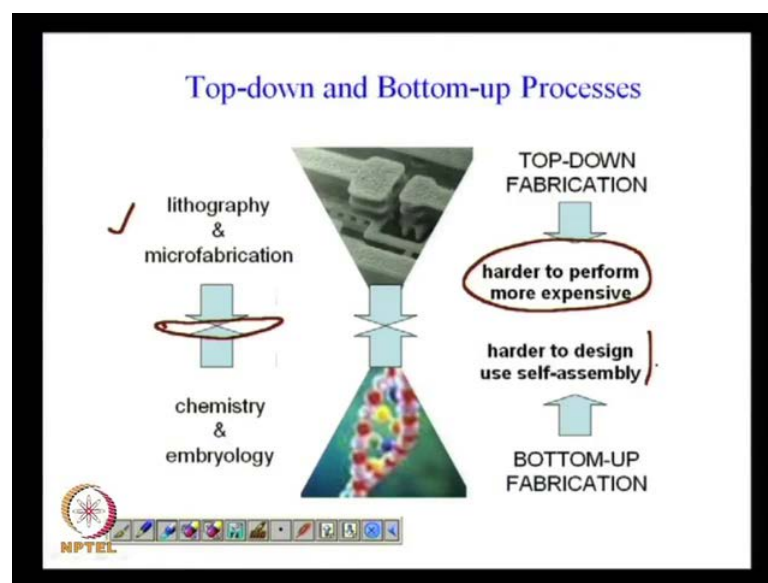 Top-down and Bottom-up Processes
lithography
&
microfabrication
chemistry
&
embryology
TOP-DOWN
FABRICATION
harder to perform
more expensive
harder to design
use self-assembly
BOTTOM-UP
FABRICATION
NPTEL